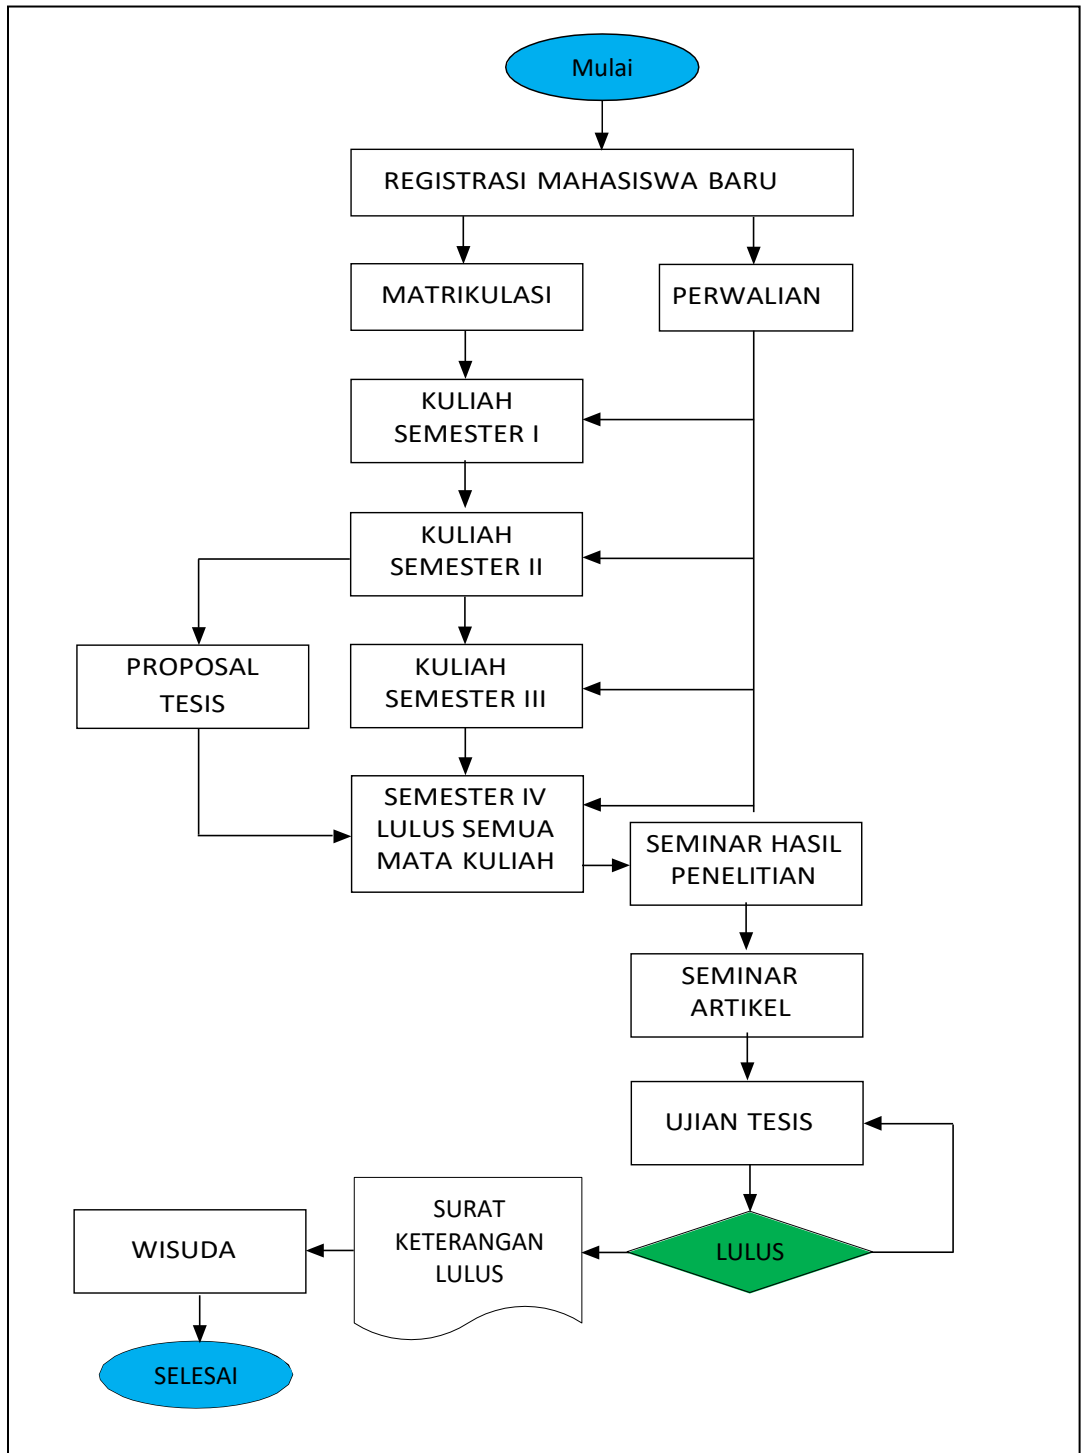 Mulai
REGISTRASI MAHASISWA BARU
MATRIKULASI
PERWALIAN
KULIAH
SEMESTER I
KULIAH
SEMESTER II
PROPOSAL
TESIS
KULIAH
SEMESTER III
SEMESTER IV
LULUS SEMUA
MATA KULIAH
SEMINAR HASIL
PENELITIAN
SEMINAR
ARTIKEL
UJIAN TESIS
LULUS
SURAT
KETERANGAN
LULUS
WISUDA
SELESAI